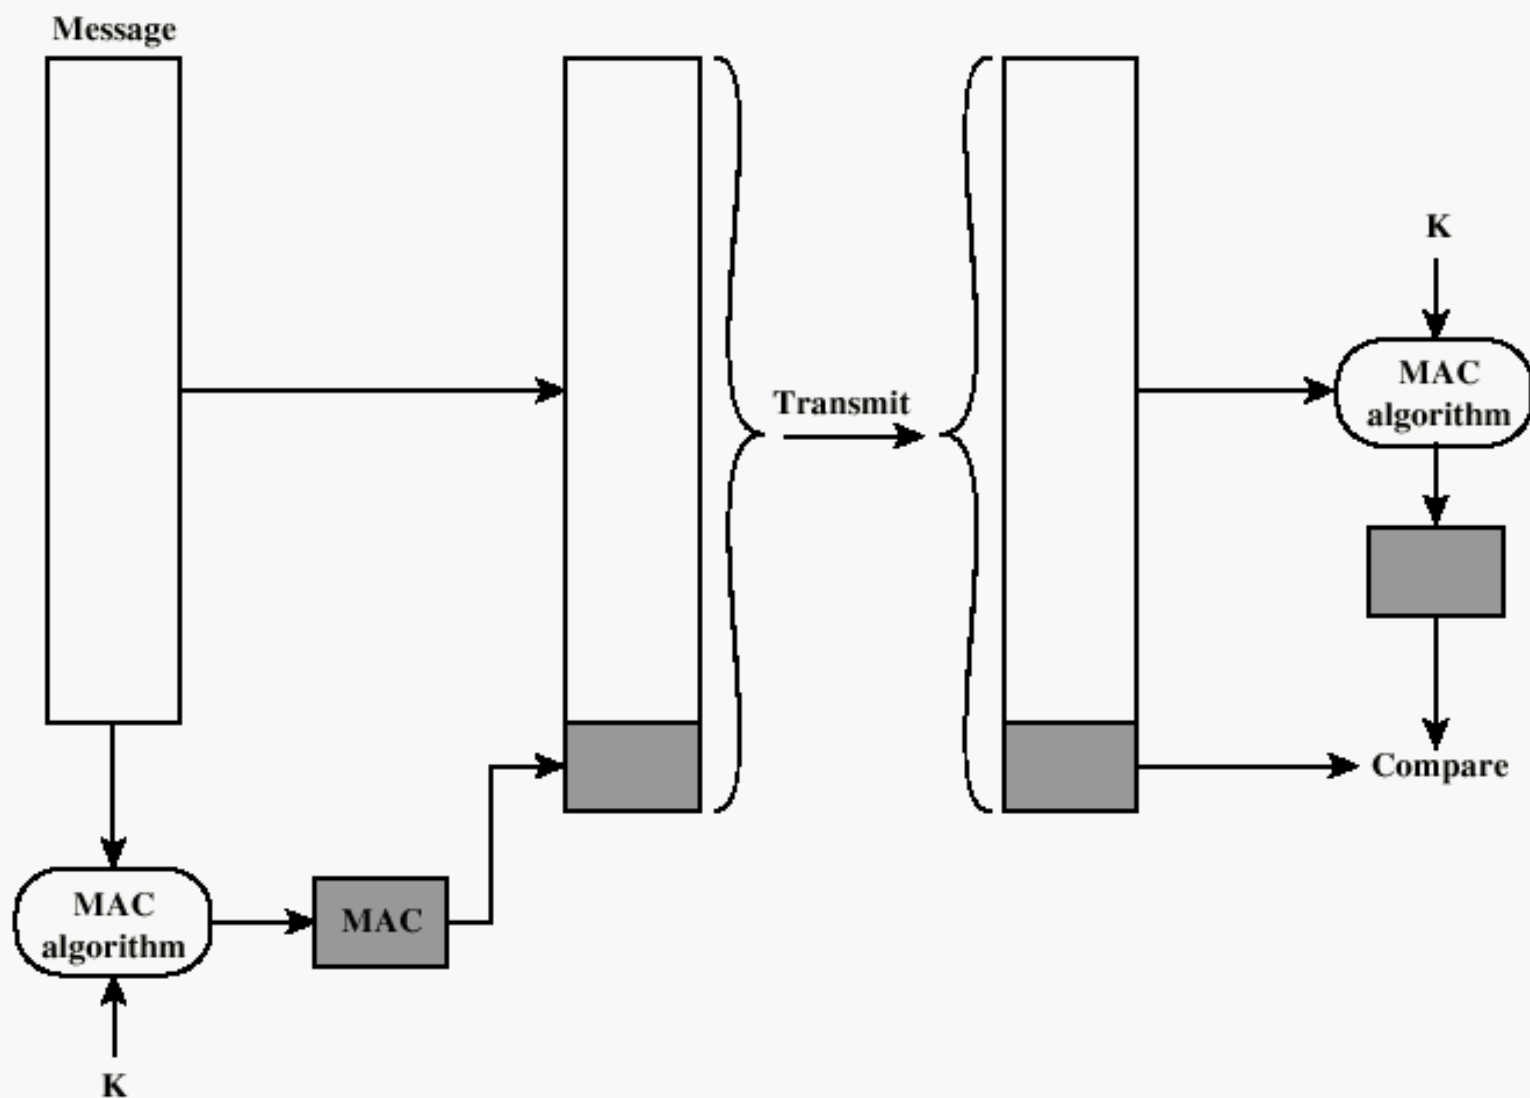 Message
Transmit
K
MAC
algorithm
Compare
MAC
algorithm
MAC
K